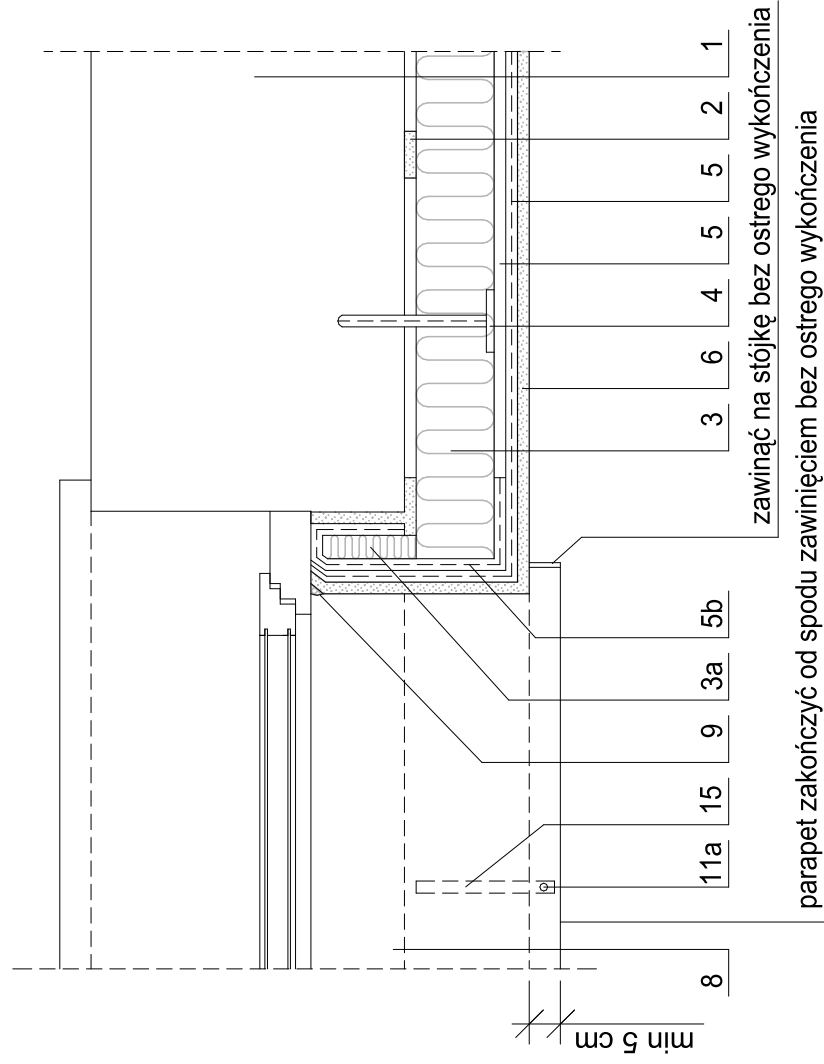 1
2
5
5
4
6
3
zawinąć na stójkę bez ostrego wykończenia
5b
3a
9
15
11a
parapet zakończyć od spodu zawinięciem bez ostrego wykończenia
8
min 5 cm